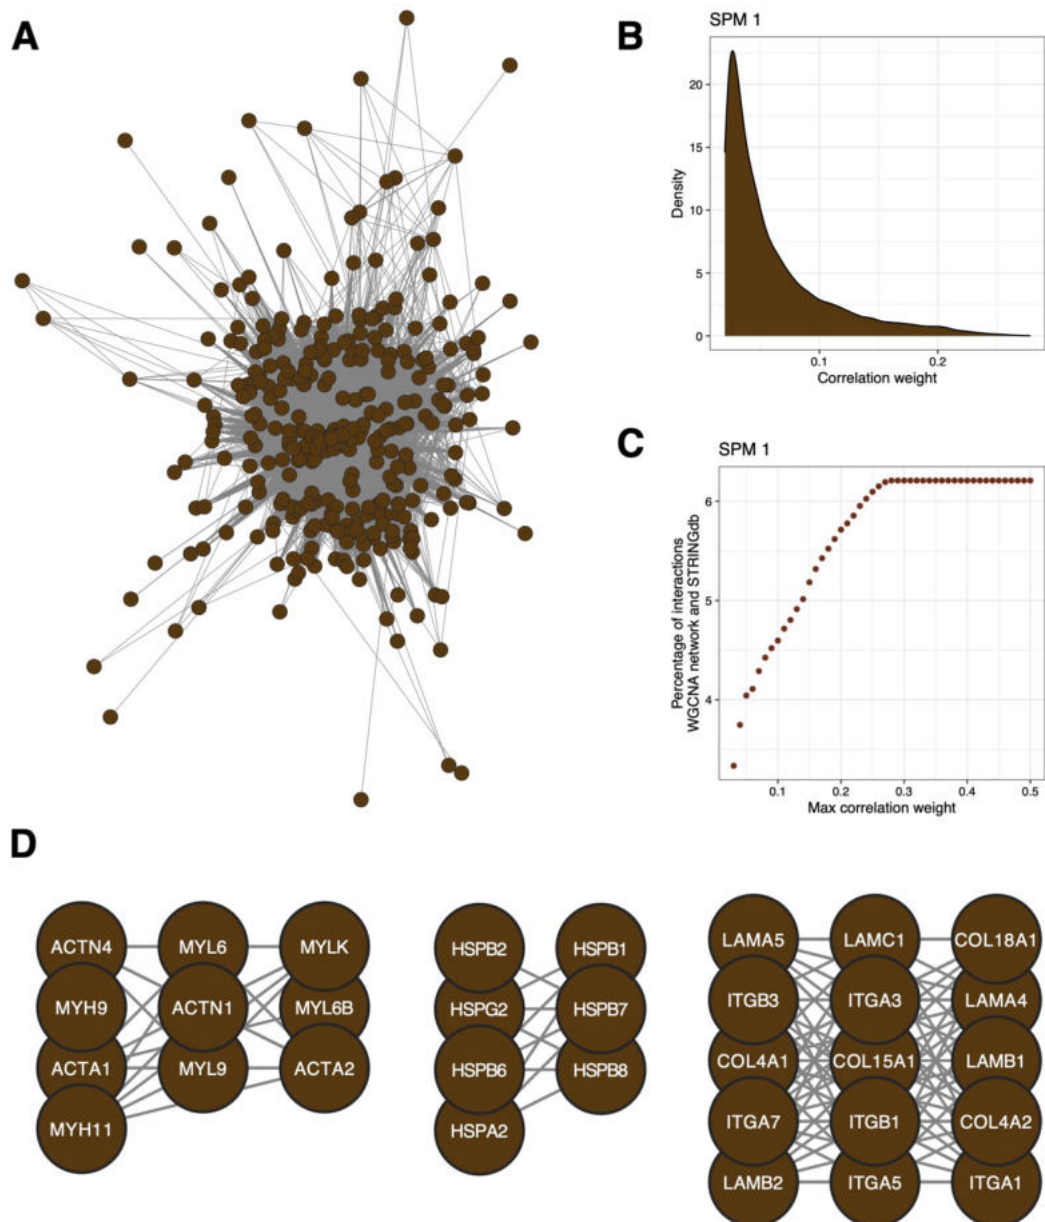 A
B
SPM 1
Density
20
15
10
5
0
0.1
0.2
Correlation weight
C
SPM 1
Percentage of interactions
WGCNA network and STRINGdb
6
5
4
0.1
0.2
0.3
0.4
0.5
Max correlation weight
D
ACTN4
MYL6
MYLK
MYH9
ACTN1
MYL6B
ACTA1
MYL9
ACTA2
MYH11
HSPB2
HSPB1
HSPG2
HSPB7
HSPB6
HSPB8
HSPA2
LAMA5
LAMC1
COL18A1
ITGB3
ITGA3
LAMA4
COL4A1
COL15A1
LAMB1
ITGA7
ITGB1
COL4A2
LAMB2
ITGA5
ITGA1